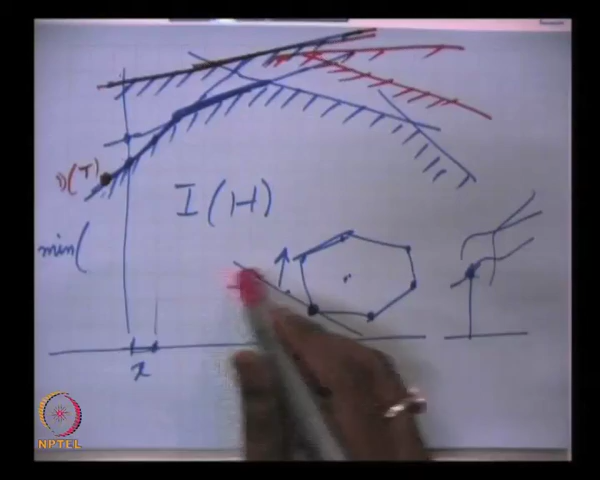 D(T)
I(H)
min(
x
NPTEL